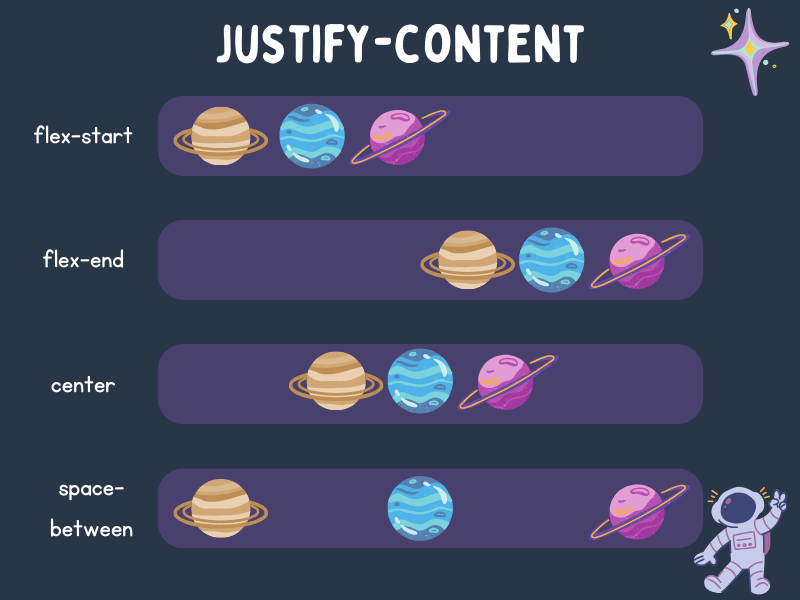 JUSTIFY-CONTENT
flex-start
flex-end
center
space-
between